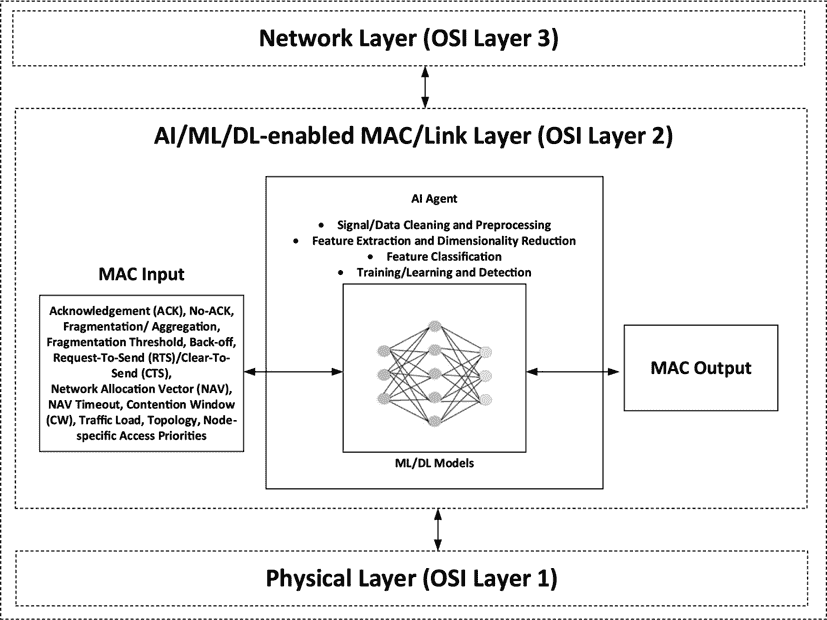 Network Layer (OSI Layer 3)
AI/ML/DL-enabled MAC/Link Layer (OSI Layer 2)
AI Agent
• Signal/Data Cleaning and Preprocessing
• Feature Extraction and Dimensionality Reduction
• Feature Classification
• Training/Learning and Detection
MAC Input
Acknowledgement (ACK), No-ACK,
Fragmentation/ Aggregation,
Fragmentation Threshold, Back-off,
Request-To-Send (RTS)/Clear-To-
Send (CTS),
Network Allocation Vector (NAV),
NAV Timeout, Contention Window
(CW), Traffic Load, Topology, Node-
specific Access Priorities
ML/DL Models
MAC Output
Physical Layer (OSI Layer 1)